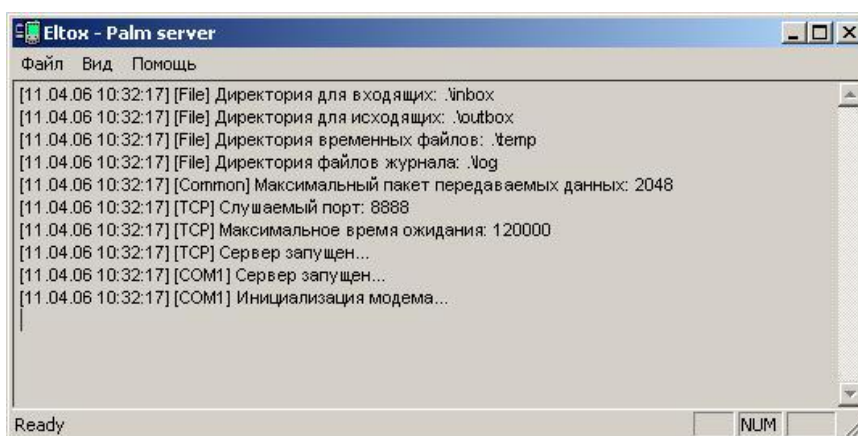 Eltox - Palm server
Файл Вид Помощь
[11.04.06 10:32:17] [File] Директория для входящих: .\inbox
[11.04.06 10:32:17] [File] Директория для исходящих: .\outbox
[11.04.06 10:32:17] [File] Директория временных файлов: .\temp
[11.04.06 10:32:17] [File] Директория файлов журнала: .\log
[11.04.06 10:32:17] [Common] Максимальный пакет передаваемых данных: 2048
[11.04.06 10:32:17] [TCP] Слушаемый порт: 8888
[11.04.06 10:32:17] [TCP] Максимальное время ожидания: 120000
[11.04.06 10:32:17] [TCP] Сервер запущен...
[11.04.06 10:32:17] [COM1] Сервер запущен...
[11.04.06 10:32:17] [COM1] Инициализация модема...
Ready NUM